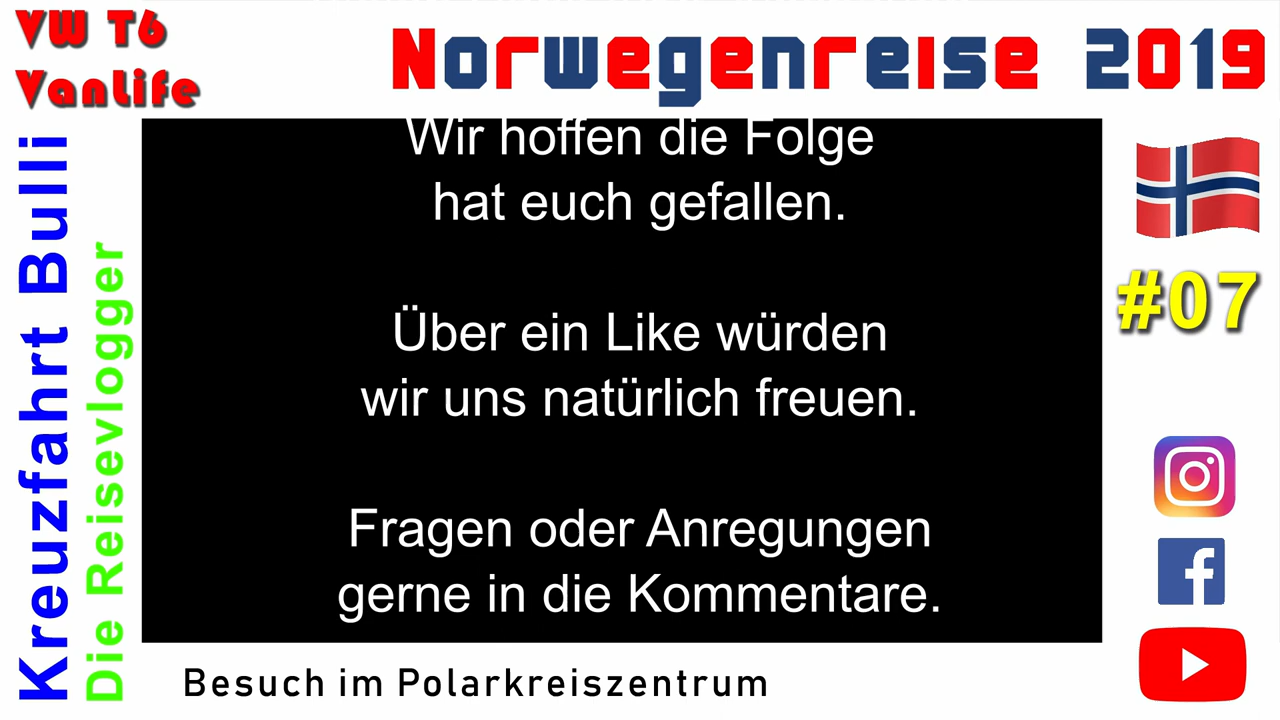 VW T6
VanLife
Norwegenreise 2019
Kreuzfahrt Bulli
Die Reisevlogger
Wir hoffen die Folge
hat euch gefallen.
Über ein Like würden
wir uns natürlich freuen.
Fragen oder Anregungen
gerne in die Kommentare.
#07
Besuch im Polarkreiszentrum